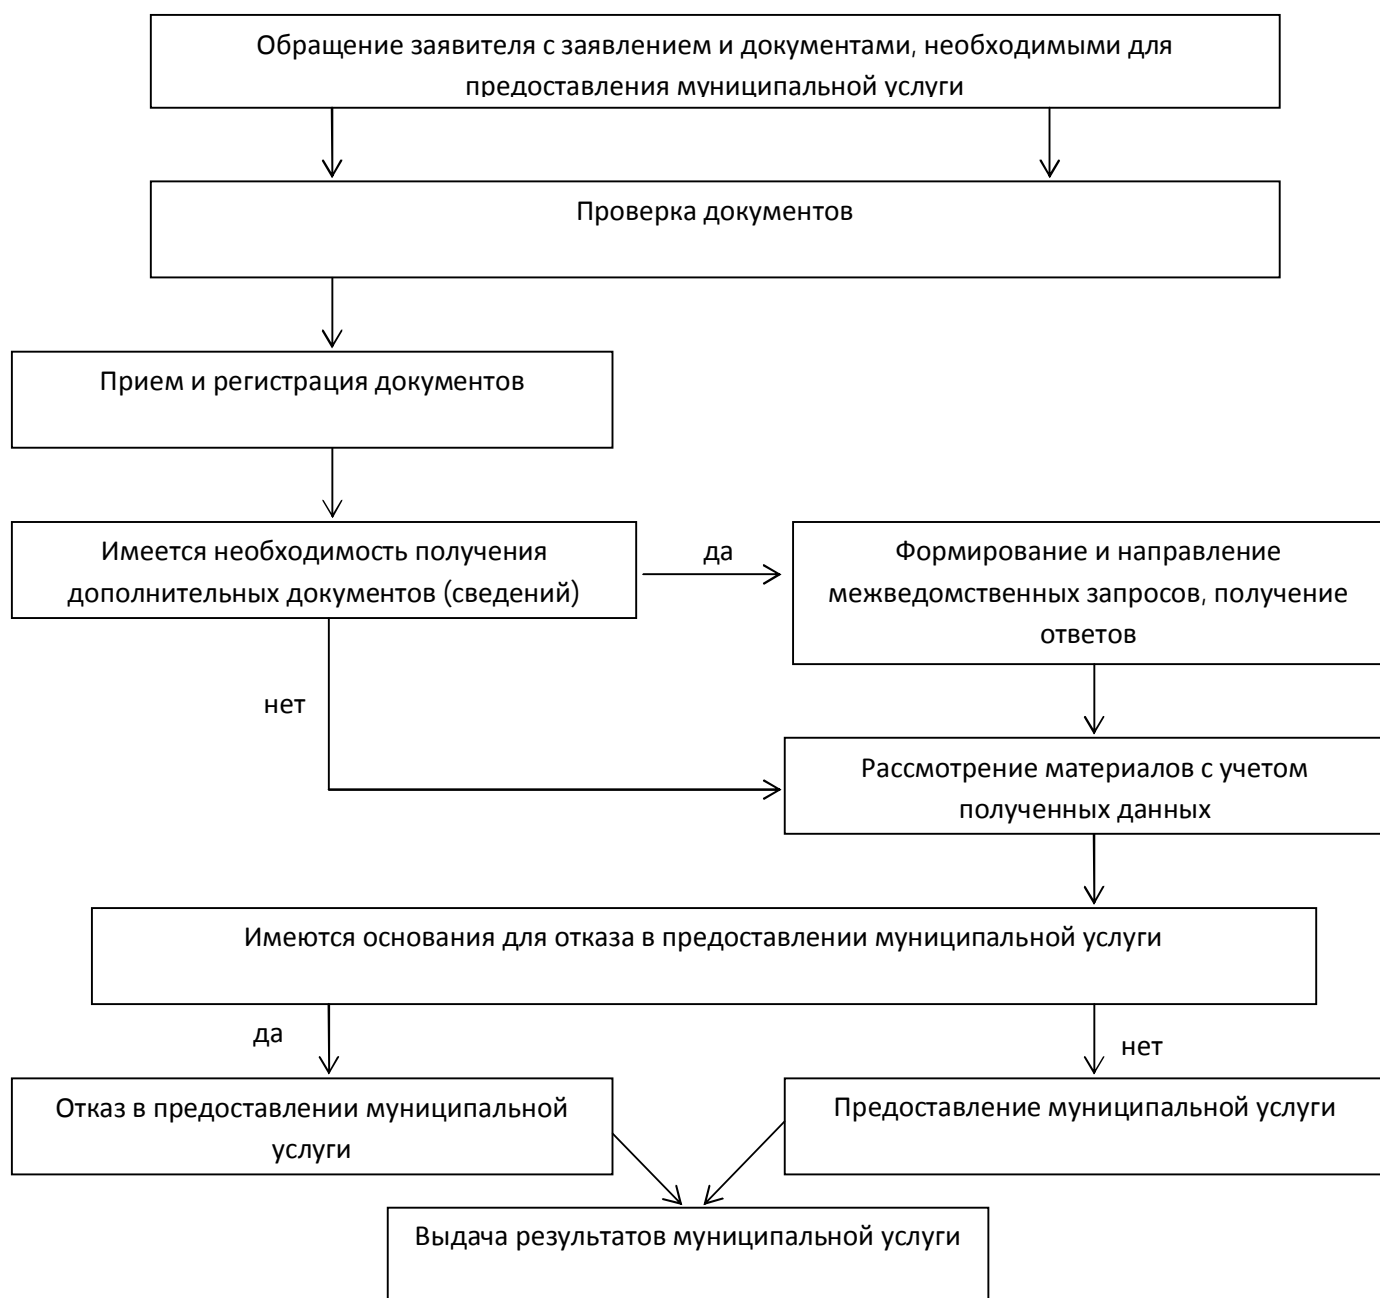 Обращение заявителя с заявлением и документами, необходимыми для
предоставления муниципальной услуги
Проверка документов
Прием и регистрация документов
Имеется необходимость получения
дополнительных документов (сведений)
да
Формирование и направление
межведомственных запросов, получение
ответов
нет
Рассмотрение материалов с учетом
полученных данных
Имеются основания для отказа в предоставлении муниципальной услуги
да
нет
Отказ в предоставлении муниципальной
услуги
Предоставление муниципальной услуги
Выдача результатов муниципальной услуги